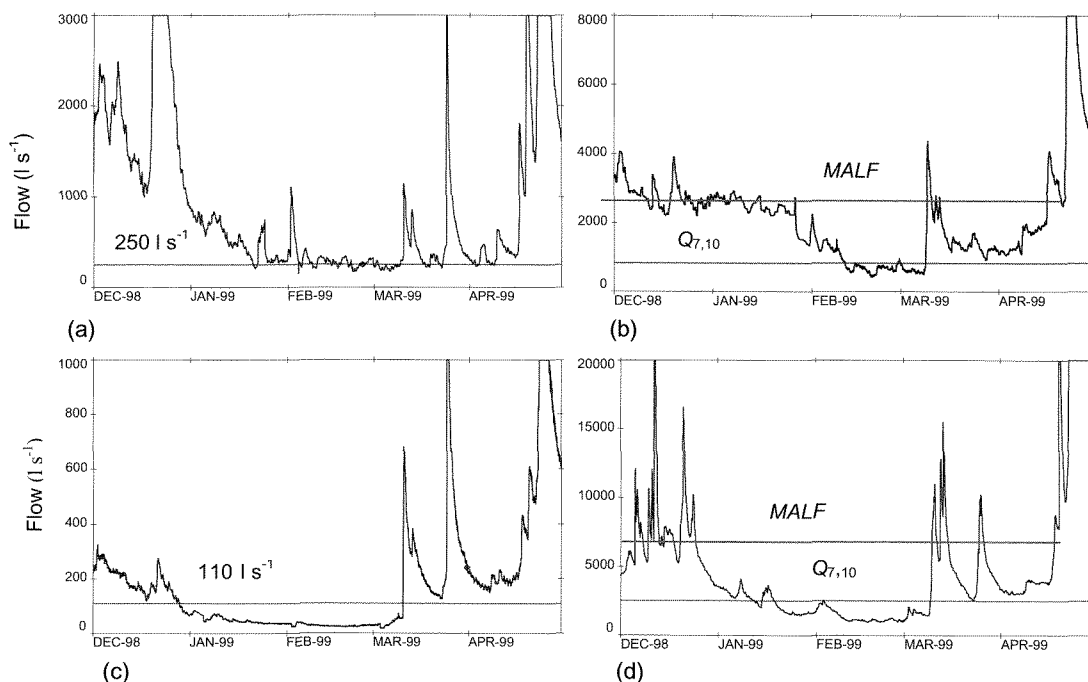 3000
2000
1000
0
Flow (l s⁻¹)
250 l s⁻¹
DEC-98 JAN-99 FEB-99 MAR-99 APR-99
(a)
8000
6000
4000
2000
0
MALF
Q7,10
DEC-98 JAN-99 FEB-99 MAR-99 APR-99
(b)
1000
800
600
400
200
0
Flow (l s⁻¹)
110 l s⁻¹
DEC-98 JAN-99 FEB-99 MAR-99 APR-99
(c)
20000
15000
10000
5000
0
MALF
Q7,10
DEC-98 JAN-99 FEB-99 MAR-99 APR-99
(d)